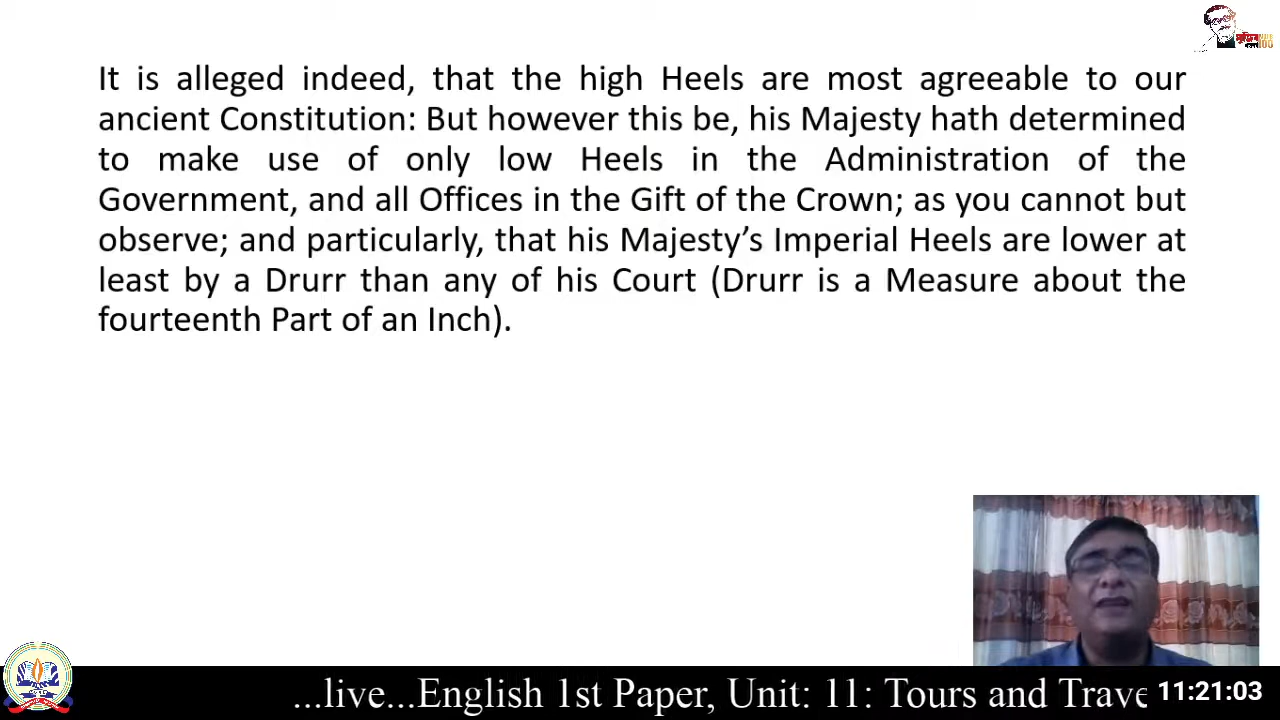 It is alleged indeed, that the high Heels are most agreeable to our
ancient Constitution: But however this be, his Majesty hath determined
to make use of only low Heels in the Administration of the
Government, and all Offices in the Gift of the Crown; as you cannot but
observe; and particularly, that his Majesty’s Imperial Heels are lower at
least by a Drurr than any of his Court (Drurr is a Measure about the
fourteenth Part of an Inch).
...live...English 1st Paper, Unit: 11: Tours and Trave
11:21:03